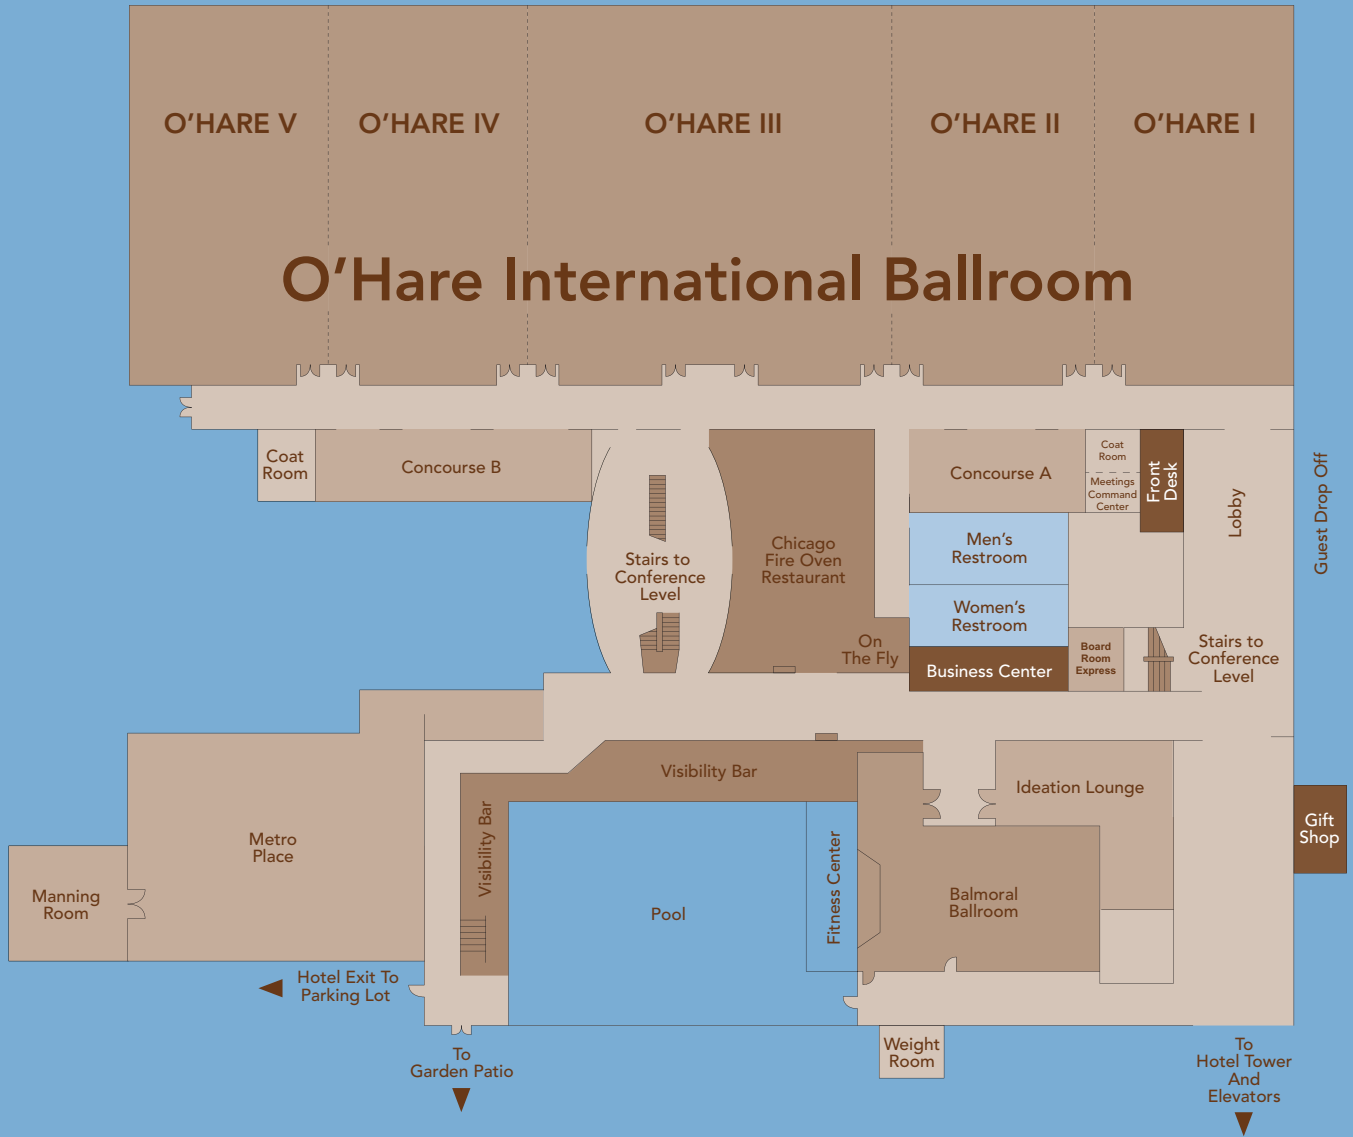 O'HARE V
O'HARE IV
O'HARE III
O'HARE II
O'HARE I
O'Hare International Ballroom
Coat
Room
Concourse B
Stairs to
Conference
Level
Chicago
Fire Oven
Restaurant
On
The Fly
Concourse A
Coat
Room
Meetings
Command
Center
Front
Desk
Lobby
Guest Drop Off
Men's
Restroom
Women's
Restroom
Business Center
Board
Room
Express
Stairs to
Conference
Level
Visibility Bar
Visibility Bar
Ideation Lounge
Gift
Shop
Metro
Place
Manning
Room
Pool
Fitness Center
Balmoral
Ballroom
Hotel Exit To
Parking Lot
To
Garden Patio
Weight
Room
To
Hotel Tower
And
Elevators